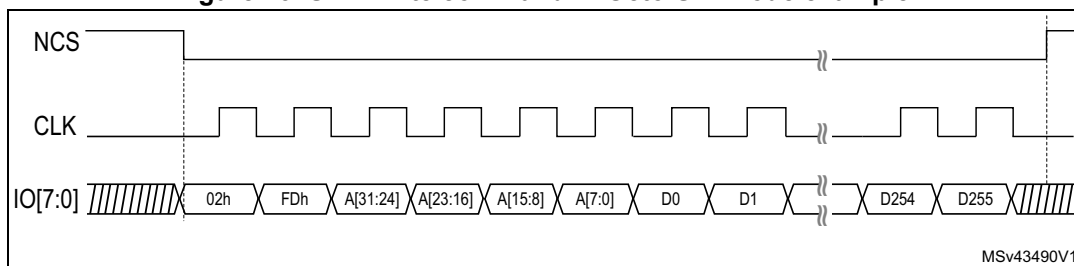 NCS
CLK
IO[7:0] 02h FDh A[31:24] A[23:16] A[15:8] A[7:0] D0 D1 D254 D255
MSv43490V1